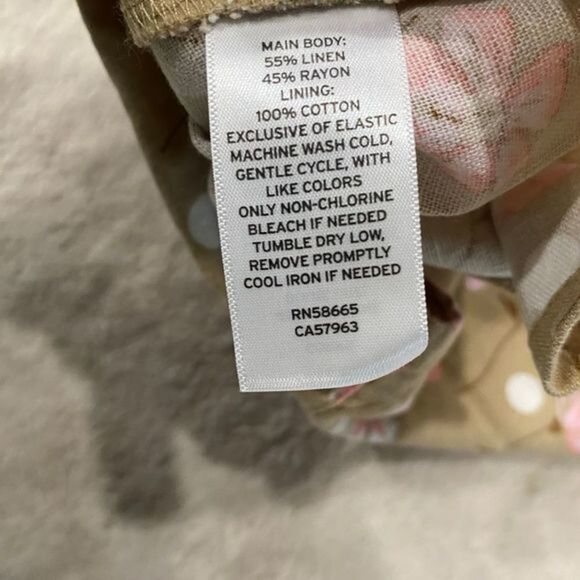 MAIN BODY:
55% LINEN
45% RAYON
LINING:
100% COTTON
EXCLUSIVE OF ELASTIC
MACHINE WASH COLD,
GENTLE CYCLE, WITH
LIKE COLORS
ONLY NON-CHLORINE
BLEACH IF NEEDED
TUMBLE DRY LOW,
REMOVE PROMPTLY
COOL IRON IF NEEDED
RN58665
CA57963